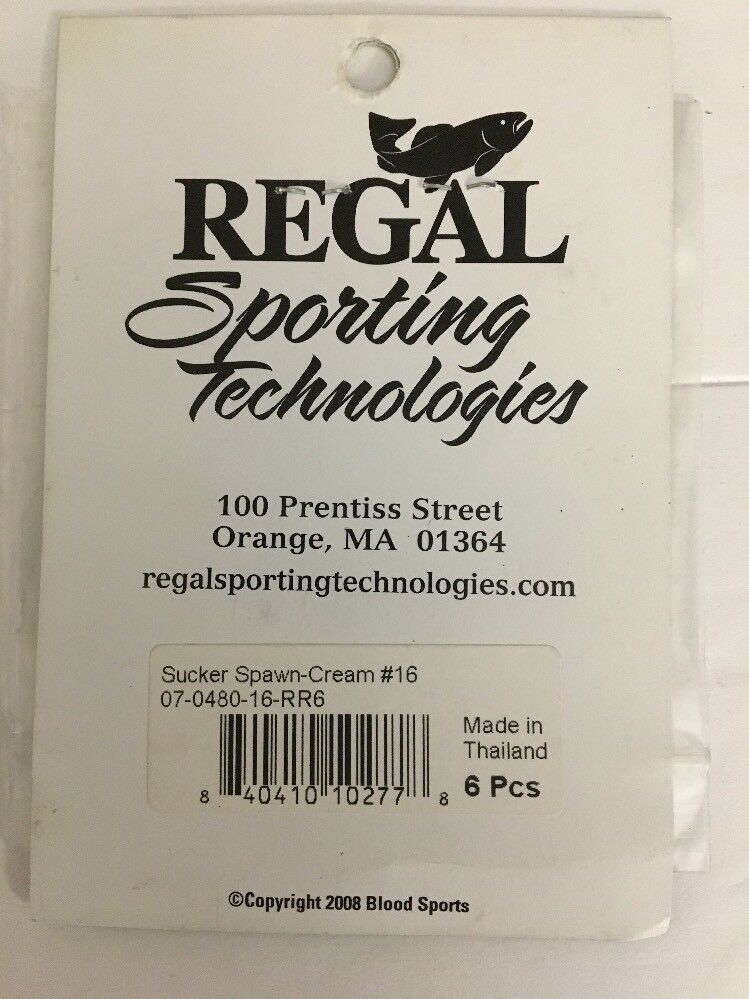 REGAL
Sporting
Technologies
100 Prentiss Street
Orange, MA 01364
regalsportingtechnologies.com
Sucker Spawn-Cream #16
07-0480-16-RR6
Made in
Thailand
6 Pcs
8 40410 10277 8
©Copyright 2008 Blood Sports